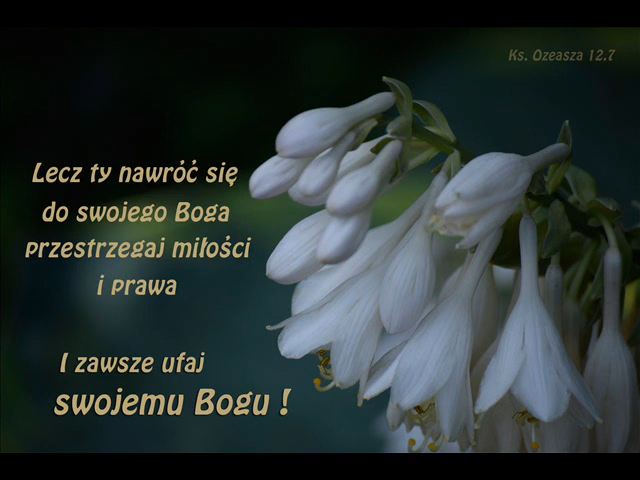 Ks. Ozeasza 12.7
Lecz ty nawróć się
do swojego Boga
przestrzegaj miłości
i prawa
I zawsze ufaj
swojemu Bogu !